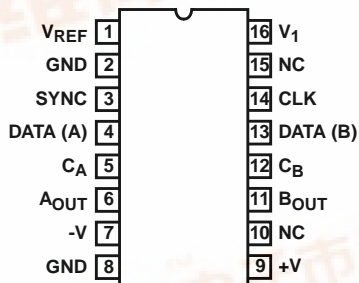 VREF 1 16 V1
GND 2 15 NC
SYNC 3 14 CLK
DATA (A) 4 13 DATA (B)
CA 5 12 CB
AOUT 6 11 BOUT
-V 7 10 NC
GND 8 9 +V